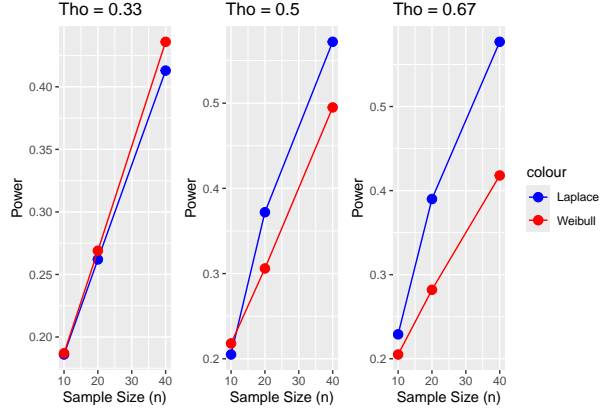 Tho = 0.33
Tho = 0.5
Tho = 0.67
Power
0.40
0.35
0.30
0.25
0.20
10
20
30
40
Sample Size (n)
Power
0.5
0.4
0.3
0.2
10
20
30
40
Sample Size (n)
Power
0.5
0.4
0.3
0.2
10
20
30
40
Sample Size (n)
colour
Laplace
Weibull